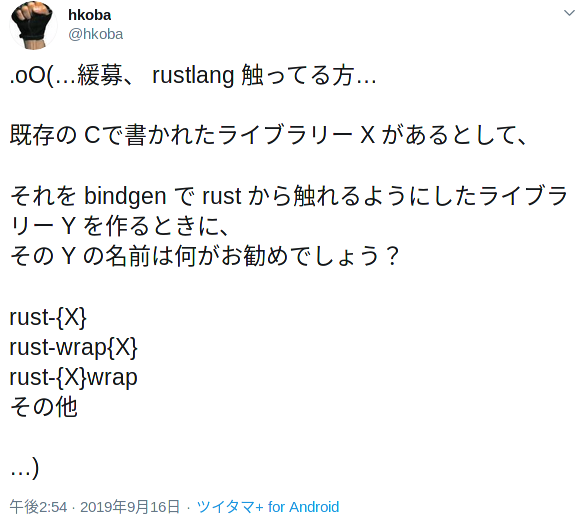 hkoba
@hkoba
.oO(…緩募、 rustlang 触ってる方…
既存の Cで書かれたライブラリー X があるとして、
それを bindgen で rust から触れるようにしたライブラ
リー Y を作るときに、
その Y の名前は何がお勧めでしょう？
rust-{X}
rust-wrap{X}
rust-{X}wrap
その他
…)
午後2:54 · 2019年9月16日 · ツイタマ+ for Android